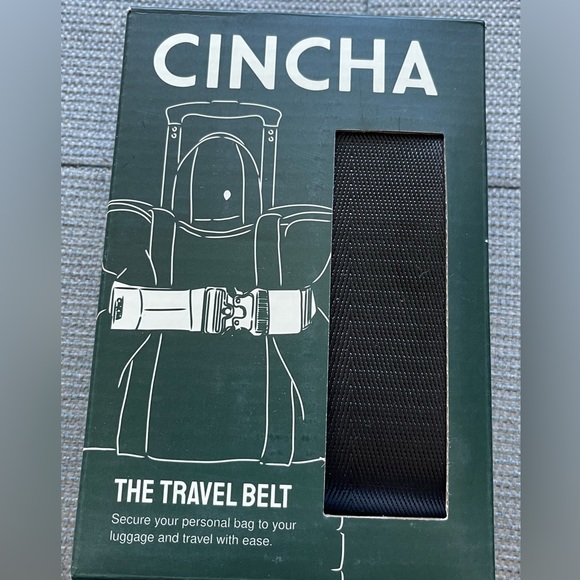 CINCHA
THE TRAVEL BELT
Secure your personal bag to your
luggage and travel with ease.